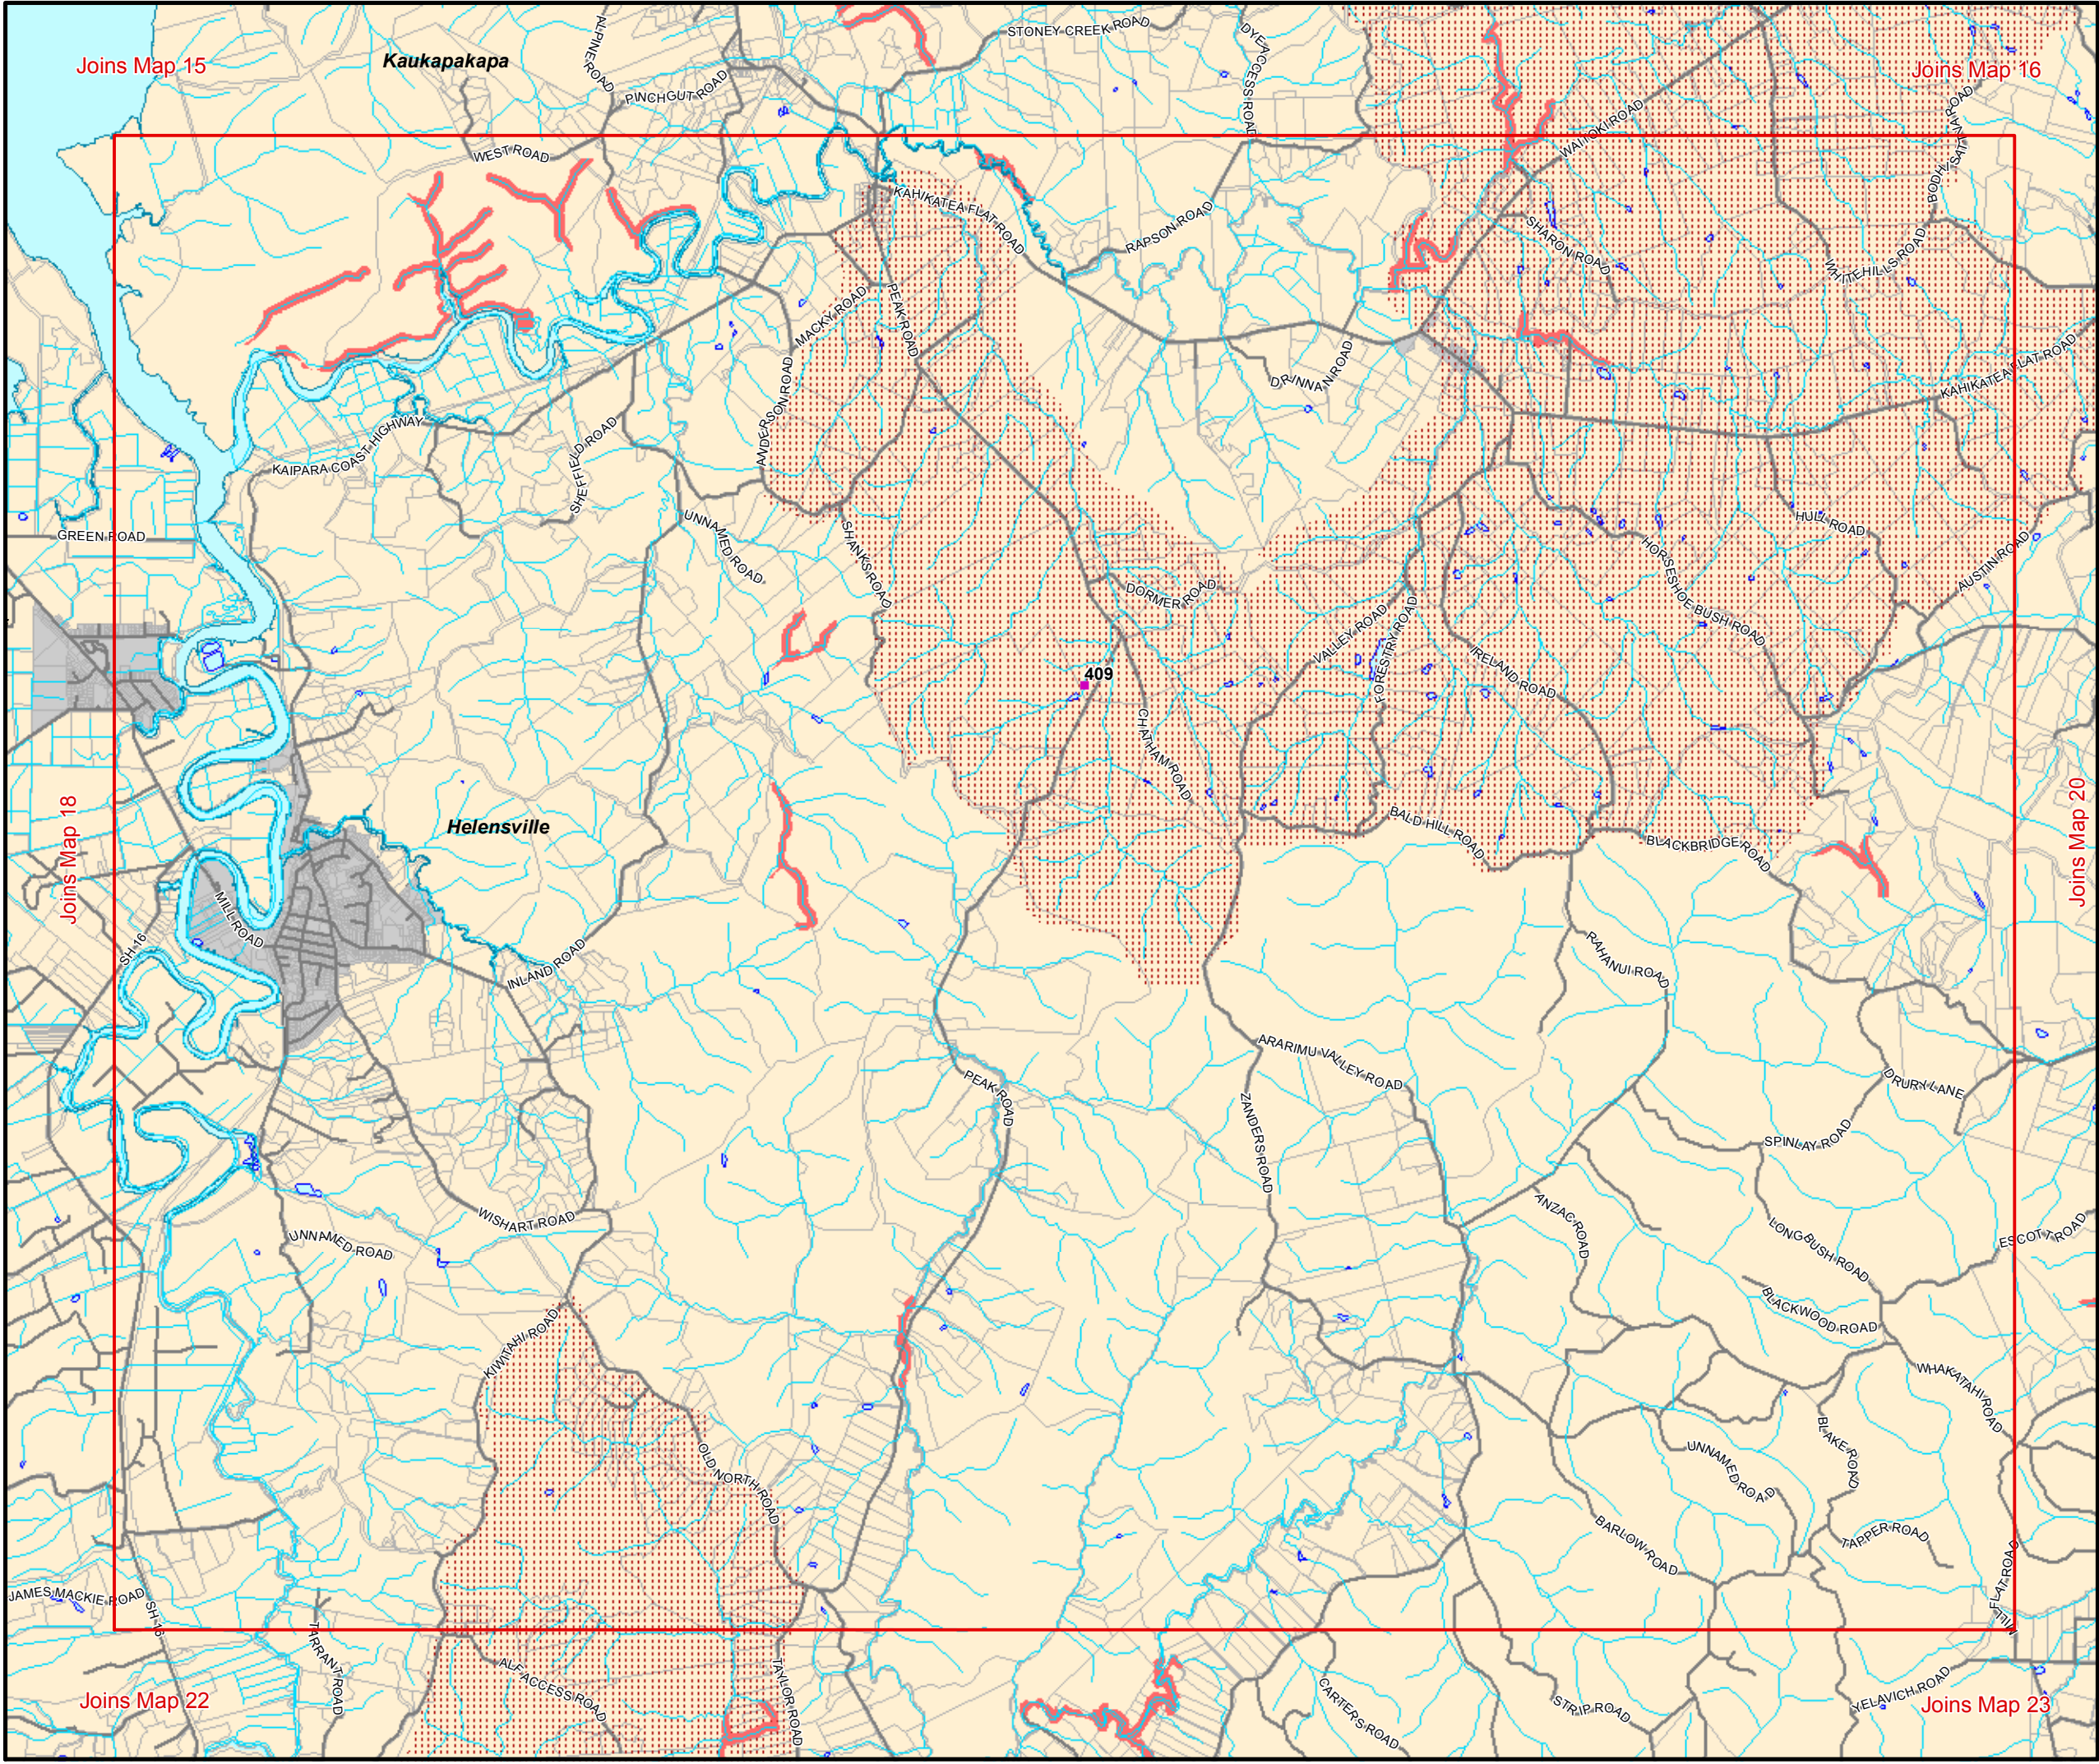 STONEY CREEK ROAD
ALPINE ROAD
DYE ACCESS ROAD
Joins Map 15
Kaukapakapa
Joins Map 16
PINCHGUT ROAD
WAITOKI ROAD
BODHISATTVA ROAD
WEST ROAD
KAHIKATEA FLAT ROAD
RAPSON ROAD
SHARON ROAD
WHITEHILLS ROAD
MACKY ROAD
PEAK ROAD
DRINNAN ROAD
KAHIKATEA FLAT ROAD
ANDERSON ROAD
KAIPARA COAST HIGHWAY
SHEFFIELD ROAD
UNNAMED ROAD
SHANKS ROAD
HULL ROAD
GREEN ROAD
HORSESHOE BUSH ROAD
AUSTIN ROAD
DORMER ROAD
VALLEY ROAD
FORESTRY ROAD
IRELAND ROAD
409
CHATHAM ROAD
Joins Map 18
Joins Map 20
Helensville
BALD HILL ROAD
BLACKBRIDGE ROAD
MILL ROAD
SH 16
INLAND ROAD
RAHANUI ROAD
ARARIMU VALLEY ROAD
PEAK ROAD
DRURY LANE
ZANDERS ROAD
SPINLAY ROAD
WISHART ROAD
UNNAMED ROAD
ANZAC ROAD
LONG BUSH ROAD
ESCOTT ROAD
BLACKWOOD ROAD
KIWITAHI ROAD
WHAKATAHI ROAD
BLAKE ROAD
OLD NORTH ROAD
UNNAMED ROAD
BARLOW ROAD
TAPPER ROAD
JAMES MACKIE ROAD
SH 16
FLAT ROAD
TARRANT ROAD
ALF ACCESS ROAD
TAYLOR ROAD
CARTERS ROAD
STRIP ROAD
YELAVICH ROAD
Joins Map 22
Joins Map 23